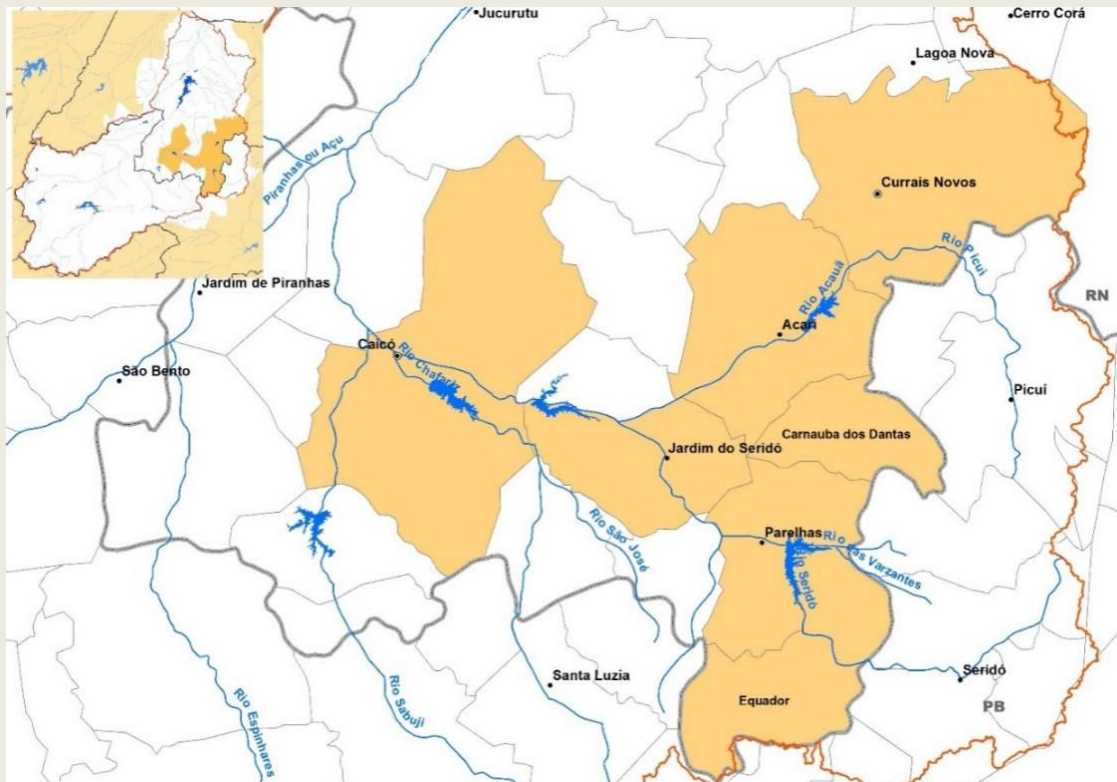 Jucurutu
Cerro Corá
Lagoa Nova
Piranhas ou Açu
Currais Novos
Rio Picui
Jardim de Piranhas
RN
Rio Acauã
Acari
Caicó
Rio Chafariz
São Bento
Picuí
Carnauba dos Dantas
Jardim do Seridó
Rio São José
Parelhas
Rio das Varzantes
Rio Seridó
Santa Luzia
Seridó
Equador
PB
Rio Espinhares
Rio Sabuji